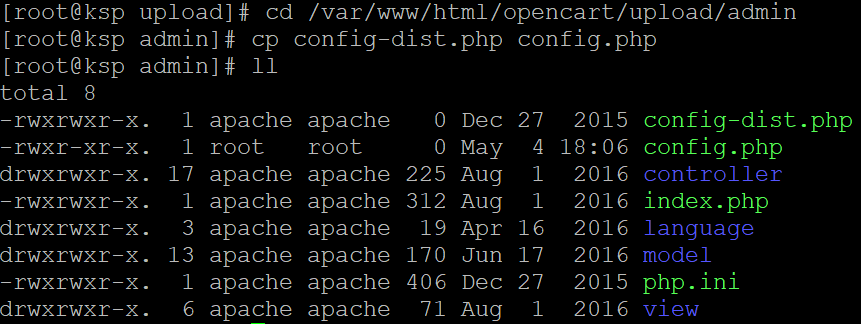 [root@ksp upload]# cd /var/www/html/opencart/upload/admin
[root@ksp admin]# cp config-dist.php config.php
[root@ksp admin]# ll
total 8
-rwxrwxr-x.  1 apache apache   0 Dec 27  2015 config-dist.php
-rwxr-xr-x.  1 root   root     0 May  4 18:06 config.php
drwxrwxr-x. 17 apache apache 225 Aug  1  2016 controller
-rwxrwxr-x.  1 apache apache 312 Aug  1  2016 index.php
drwxrwxr-x.  3 apache apache  19 Apr 16  2016 language
drwxrwxr-x. 13 apache apache 170 Jun 17  2016 model
-rwxrwxr-x.  1 apache apache 406 Dec 27  2015 php.ini
drwxrwxr-x.  6 apache apache  71 Aug  1  2016 view